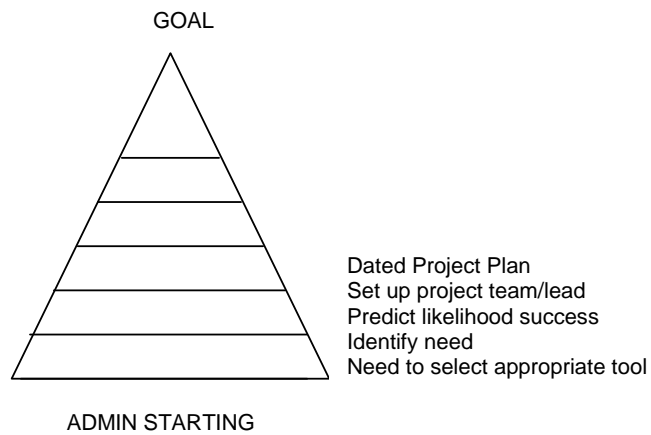 GOAL
Dated Project Plan
Set up project team/lead
Predict likelihood success
Identify need
Need to select appropriate tool
ADMIN STARTING